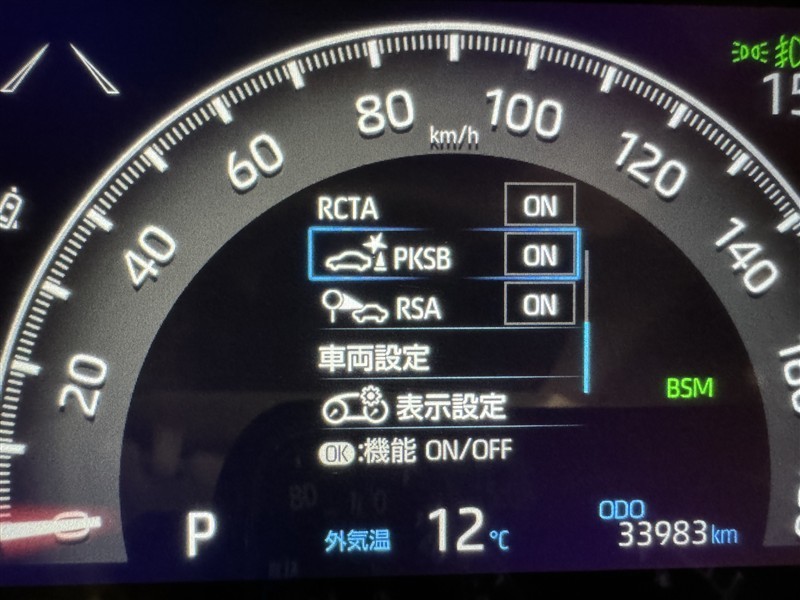 80
100
km/h
60
120
RCTA ON
40
140
PKSB ON
RSA ON
車両設定
20
BSM
表示設定
OK:機能 ON/OFF
0
P
外気温 12℃
ODO
33983km